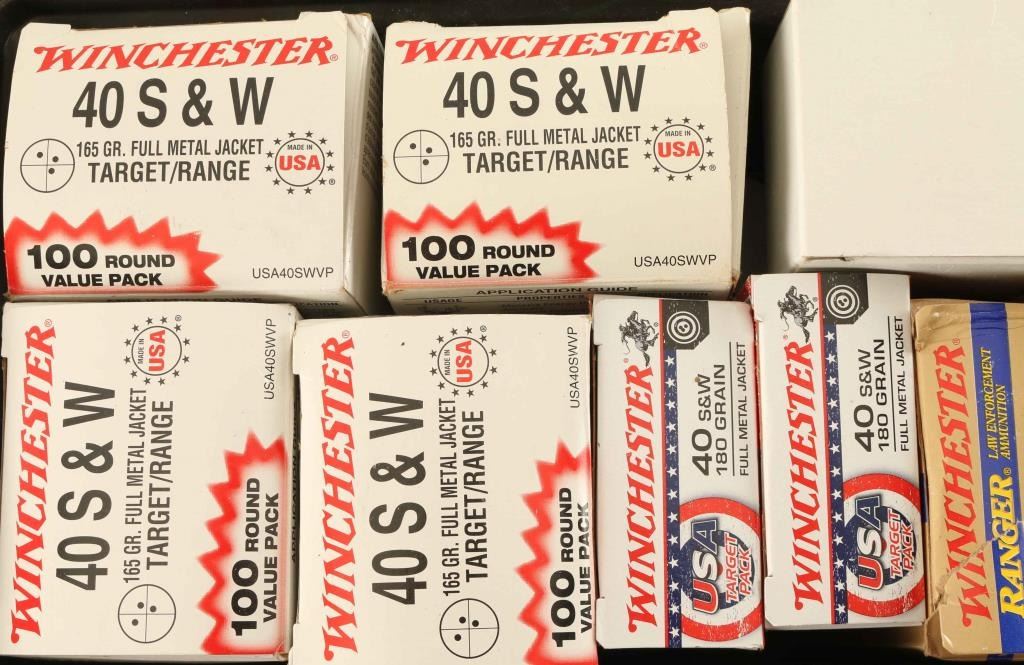 WINCHESTER®
40 S & W
165 GR. FULL METAL JACKET
TARGET/RANGE
MADE IN
USA
®
100 ROUND
VALUE PACK
USA40SWVP
WINCHESTER®
40 S & W
165 GR. FULL METAL JACKET
TARGET/RANGE
MADE IN
USA
®
100 ROUND
VALUE PACK
USA40SWVP
APPLICATION GUIDE
USAGE
WINCHESTER®
40 S & W
165 GR. FULL METAL JACKET
TARGET/RANGE
MADE IN
USA
®
100 ROUND
VALUE PACK
USA40SWVP
WINCHESTER®
40 S & W
165 GR. FULL METAL JACKET
TARGET/RANGE
MADE IN
USA
®
100 ROUND
VALUE PACK
USA40SWVP
WINCHESTER®
40 S&W
180 GRAIN
FULL METAL JACKET
USA
TARGET
PACK
WINCHESTER®
40 S&W
180 GRAIN
FULL METAL JACKET
USA
TARGET
PACK
WINCHESTER®
RANGER®
LAW ENFORCEMENT
AMMUNITION